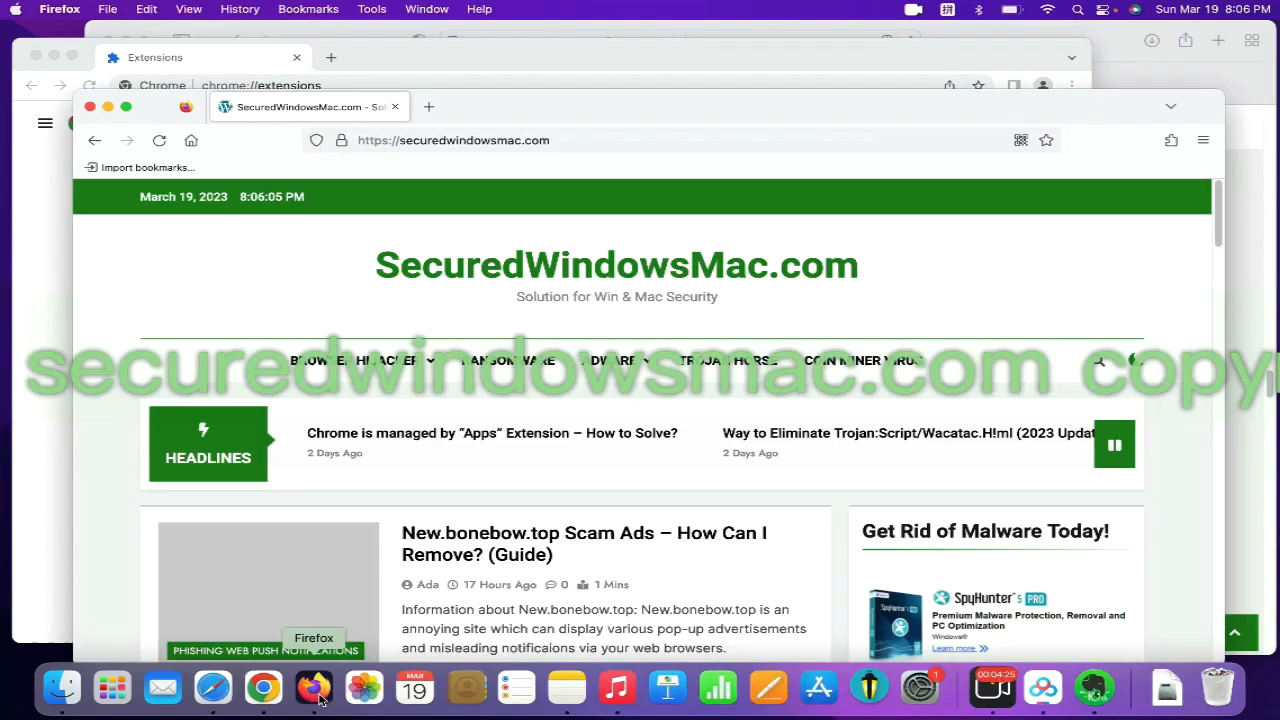 Firefox File Edit View History Bookmarks Tools Window Help Sun Mar 19 8:06 PM
Extensions
Chrome chrome://extensions
SecuredWindowsMac.com - Sol
https://securedwindowsmac.com
Import bookmarks...
March 19, 2023 8:06:05 PM
SecuredWindowsMac.com
Solution for Win & Mac Security
BROWSER HIJACKER RANSOMWARE ADWARE TROJAN HORSE COIN MINER VIRUS
securedwindowsmac.com copy
HEADLINES
Chrome is managed by “Apps” Extension – How to Solve?
2 Days Ago
Way to Eliminate Trojan:Script/Wacatac.H!ml (2023 Updat
2 Days Ago
New.bonebow.top Scam Ads – How Can I
Remove? (Guide)
Ada 17 Hours Ago 0 1 Mins
Information about New.bonebow.top: New.bonebow.top is an
annoying site which can display various pop-up advertisements
and misleading notificaions via your web browsers.
PHISHING WEB PUSH NOTIFICATIONS
Get Rid of Malware Today!
SpyHunter 5 PRO
Premium Malware Protection, Removal and
PC Optimization
Windows®
Learn more
Firefox
MAR
19
1
00:04:25